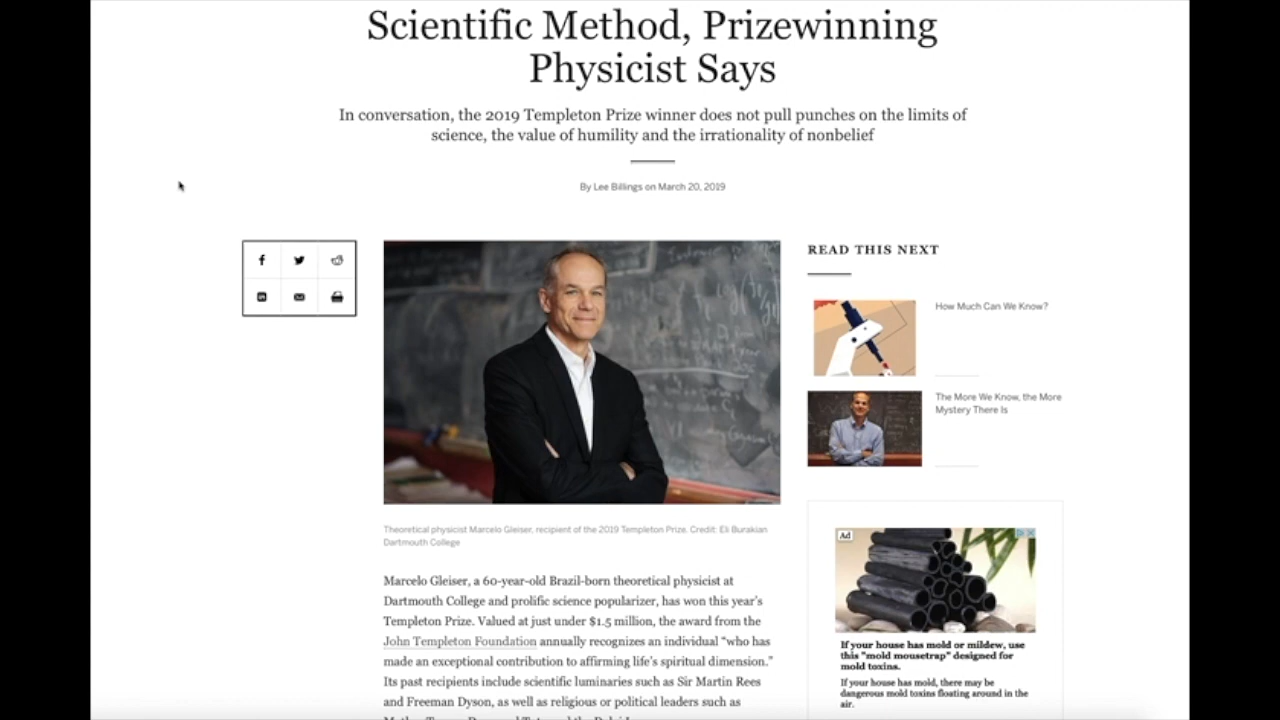 Scientific Method, Prizewinning
Physicist Says
In conversation, the 2019 Templeton Prize winner does not pull punches on the limits of
science, the value of humility and the irrationality of nonbelief
By Lee Billings on March 20, 2019
READ THIS NEXT
How Much Can We Know?
The More We Know, the More
Mystery There Is
Theoretical physicist Marcelo Gleiser, recipient of the 2019 Templeton Prize. Credit: Eli Burakian
Dartmouth College
Marcelo Gleiser, a 60-year-old Brazil-born theoretical physicist at
Dartmouth College and prolific science popularizer, has won this year's
Templeton Prize. Valued at just under $1.5 million, the award from the
John Templeton Foundation annually recognizes an individual “who has
made an exceptional contribution to affirming life's spiritual dimension.”
Its past recipients include scientific luminaries such as Sir Martin Rees
and Freeman Dyson, as well as religious or political leaders such as
Ad
If your house has mold or mildew, use
this "mold mousetrap" designed for
mold toxins.
If your house has mold, there may be
dangerous mold toxins floating around in the
air.